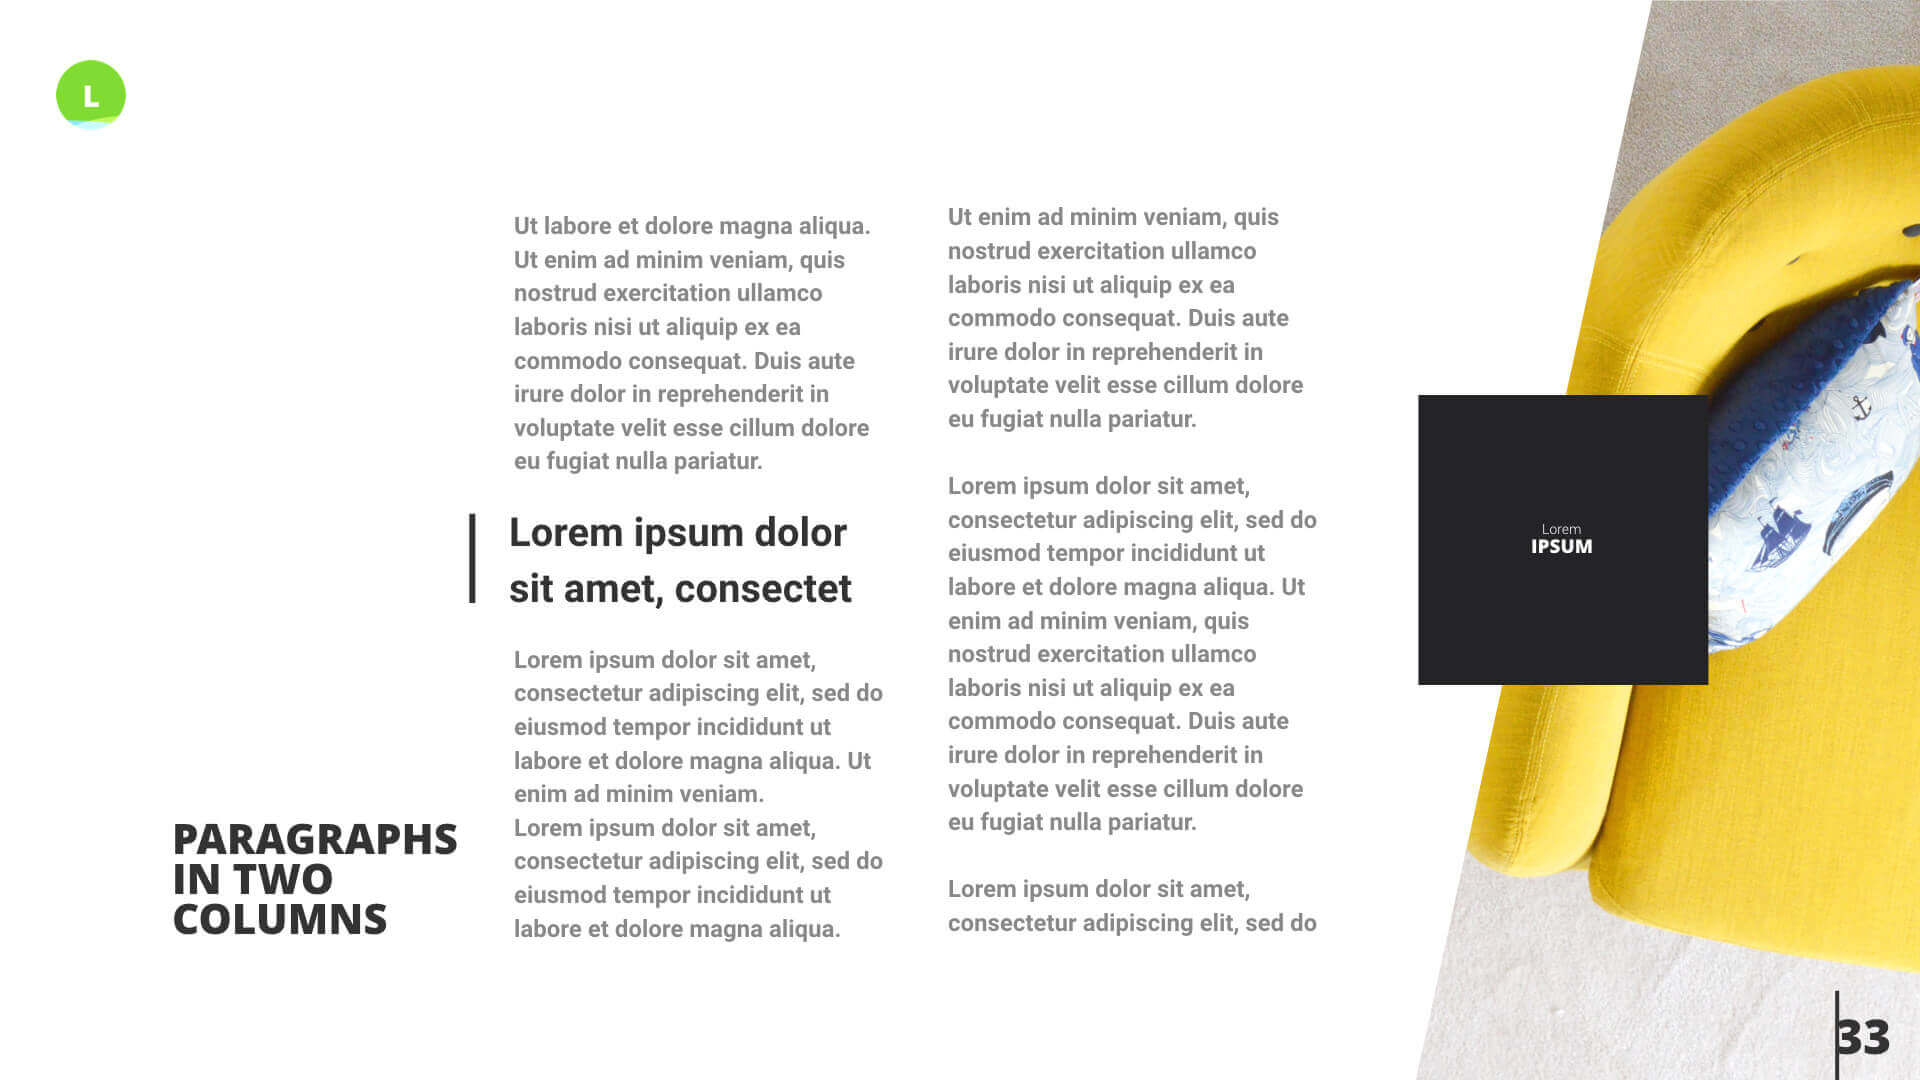 L
PARAGRAPHS
IN TWO
COLUMNS
Ut labore et dolore magna aliqua.
Ut enim ad minim veniam, quis
nostrud exercitation ullamco
laboris nisi ut aliquip ex ea
commodo consequat. Duis aute
irure dolor in reprehenderit in
voluptate velit esse cillum dolore
eu fugiat nulla pariatur.
Lorem ipsum dolor
sit amet, consectet
Lorem ipsum dolor sit amet,
consectetur adipiscing elit, sed do
eiusmod tempor incididunt ut
labore et dolore magna aliqua. Ut
enim ad minim veniam.
Lorem ipsum dolor sit amet,
consectetur adipiscing elit, sed do
eiusmod tempor incididunt ut
labore et dolore magna aliqua.
Ut enim ad minim veniam, quis
nostrud exercitation ullamco
laboris nisi ut aliquip ex ea
commodo consequat. Duis aute
irure dolor in reprehenderit in
voluptate velit esse cillum dolore
eu fugiat nulla pariatur.
Lorem ipsum dolor sit amet,
consectetur adipiscing elit, sed do
eiusmod tempor incididunt ut
labore et dolore magna aliqua. Ut
enim ad minim veniam, quis
nostrud exercitation ullamco
laboris nisi ut aliquip ex ea
commodo consequat. Duis aute
irure dolor in reprehenderit in
voluptate velit esse cillum dolore
eu fugiat nulla pariatur.
Lorem ipsum dolor sit amet,
consectetur adipiscing elit, sed do
Lorem
IPSUM
33